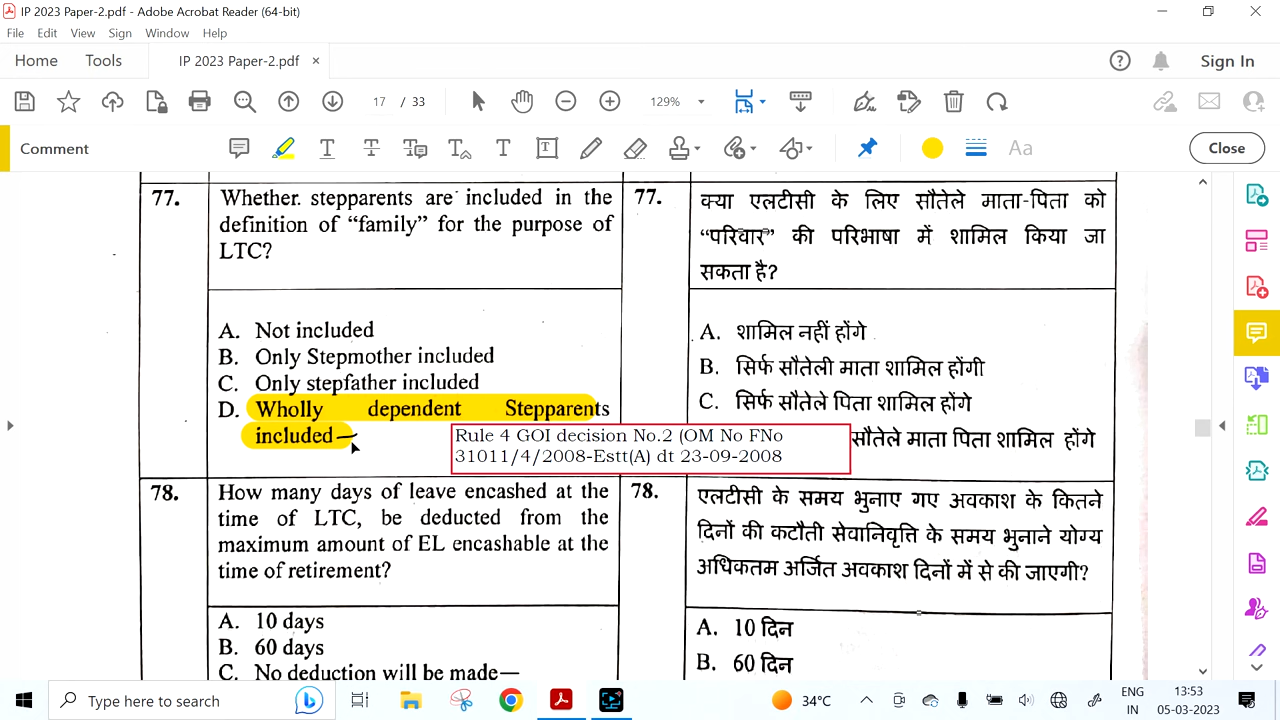 IP 2023 Paper-2.pdf - Adobe Acrobat Reader (64-bit)
File Edit View Sign Window Help
Home Tools IP 2023 Paper-2.pdf × Sign In
17 / 33 129%
Comment Aa Close
77. Whether stepparents are included in the
definition of "family" for the purpose of
LTC?
A. Not included
B. Only Stepmother included
C. Only stepfather included
D. Wholly dependent Stepparents
included
Rule 4 GOI decision No.2 (OM No FNo
31011/4/2008-Estt(A) dt 23-09-2008
77. क्या एलटीसी के लिए सौतेले माता-पिता को
"परिवार" की परिभाषा में शामिल किया जा
सकता है?
A. शामिल नहीं होंगे
B. सिर्फ सौतेली माता शामिल होंगी
C. सिर्फ सौतेले पिता शामिल होंगे
सौतेले माता पिता शामिल होंगे
78. How many days of leave encashed at the
time of LTC, be deducted from the
maximum amount of EL encashable at the
time of retirement?
A. 10 days
B. 60 days
C. No deduction will be made
78. एलटीसी के समय भुनाए गए अवकाश के कितने
दिनों की कटौती सेवानिवृत्ति के समय भुनाने योग्य
अधिकतम अर्जित अवकाश दिनों में से की जाएगी?
A. 10 दिन
B. 60 दिन
Type here to search
34°C
ENG
IN
13:53
05-03-2023